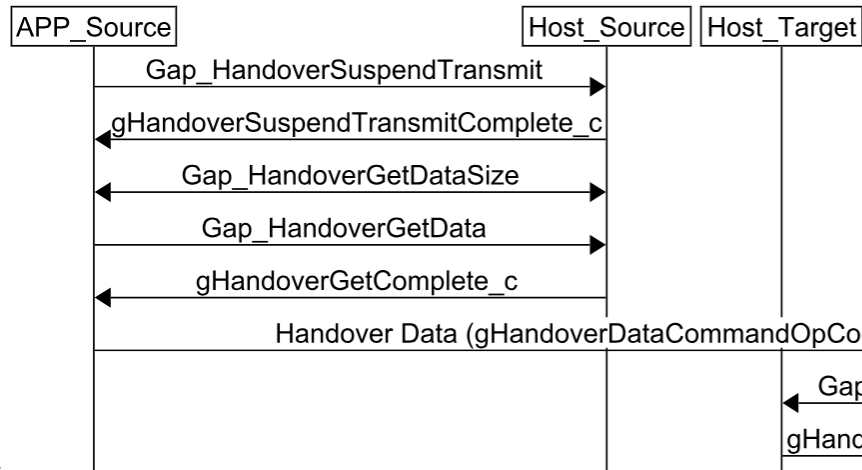 APP_Source Host_Source Host_Target
Gap_HandoverSuspendTransmit
gHandoverSuspendTransmitComplete_c
Gap_HandoverGetDataSize
Gap_HandoverGetData
gHandoverGetComplete_c
Handover Data (gHandoverDataCommandOpCo
Gap
gHand